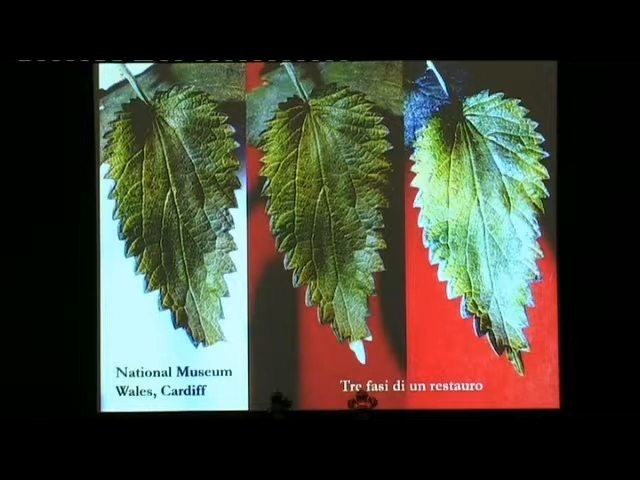 National Museum
Wales, Cardiff
Tre fasi di un restauro